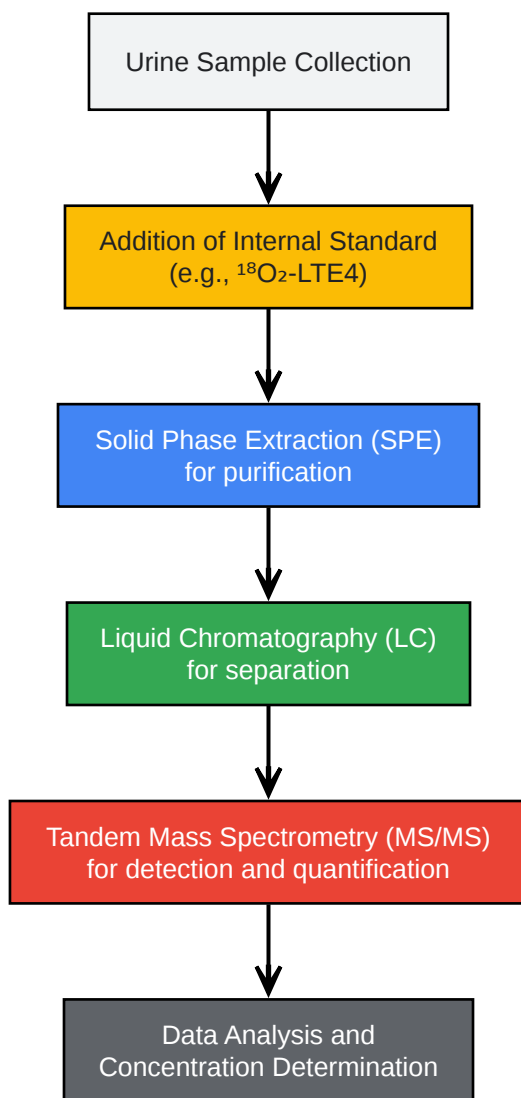 Urine Sample Collection
Addition of Internal Standard
(e.g., ¹⁸O₂-LTE4)
Solid Phase Extraction (SPE)
for purification
Liquid Chromatography (LC)
for separation
Tandem Mass Spectrometry (MS/MS)
for detection and quantification
Data Analysis and
Concentration Determination